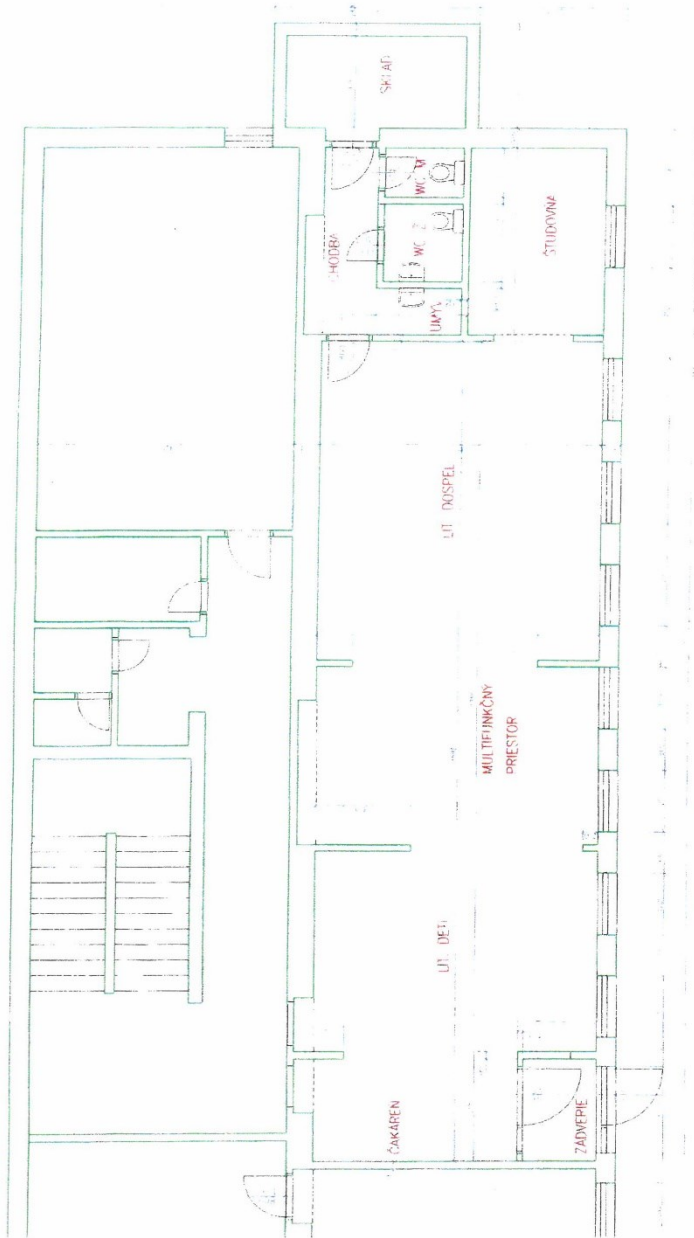 SKLAD
CHODBA
WC M
WC Ž
UMYV
ŠTUDOVŇA
LIT DOSPEL
MULTIFUNKČNÝ
PRIESTOR
LIT DETI
ČAKÁREŇ
ZÁDVERIE